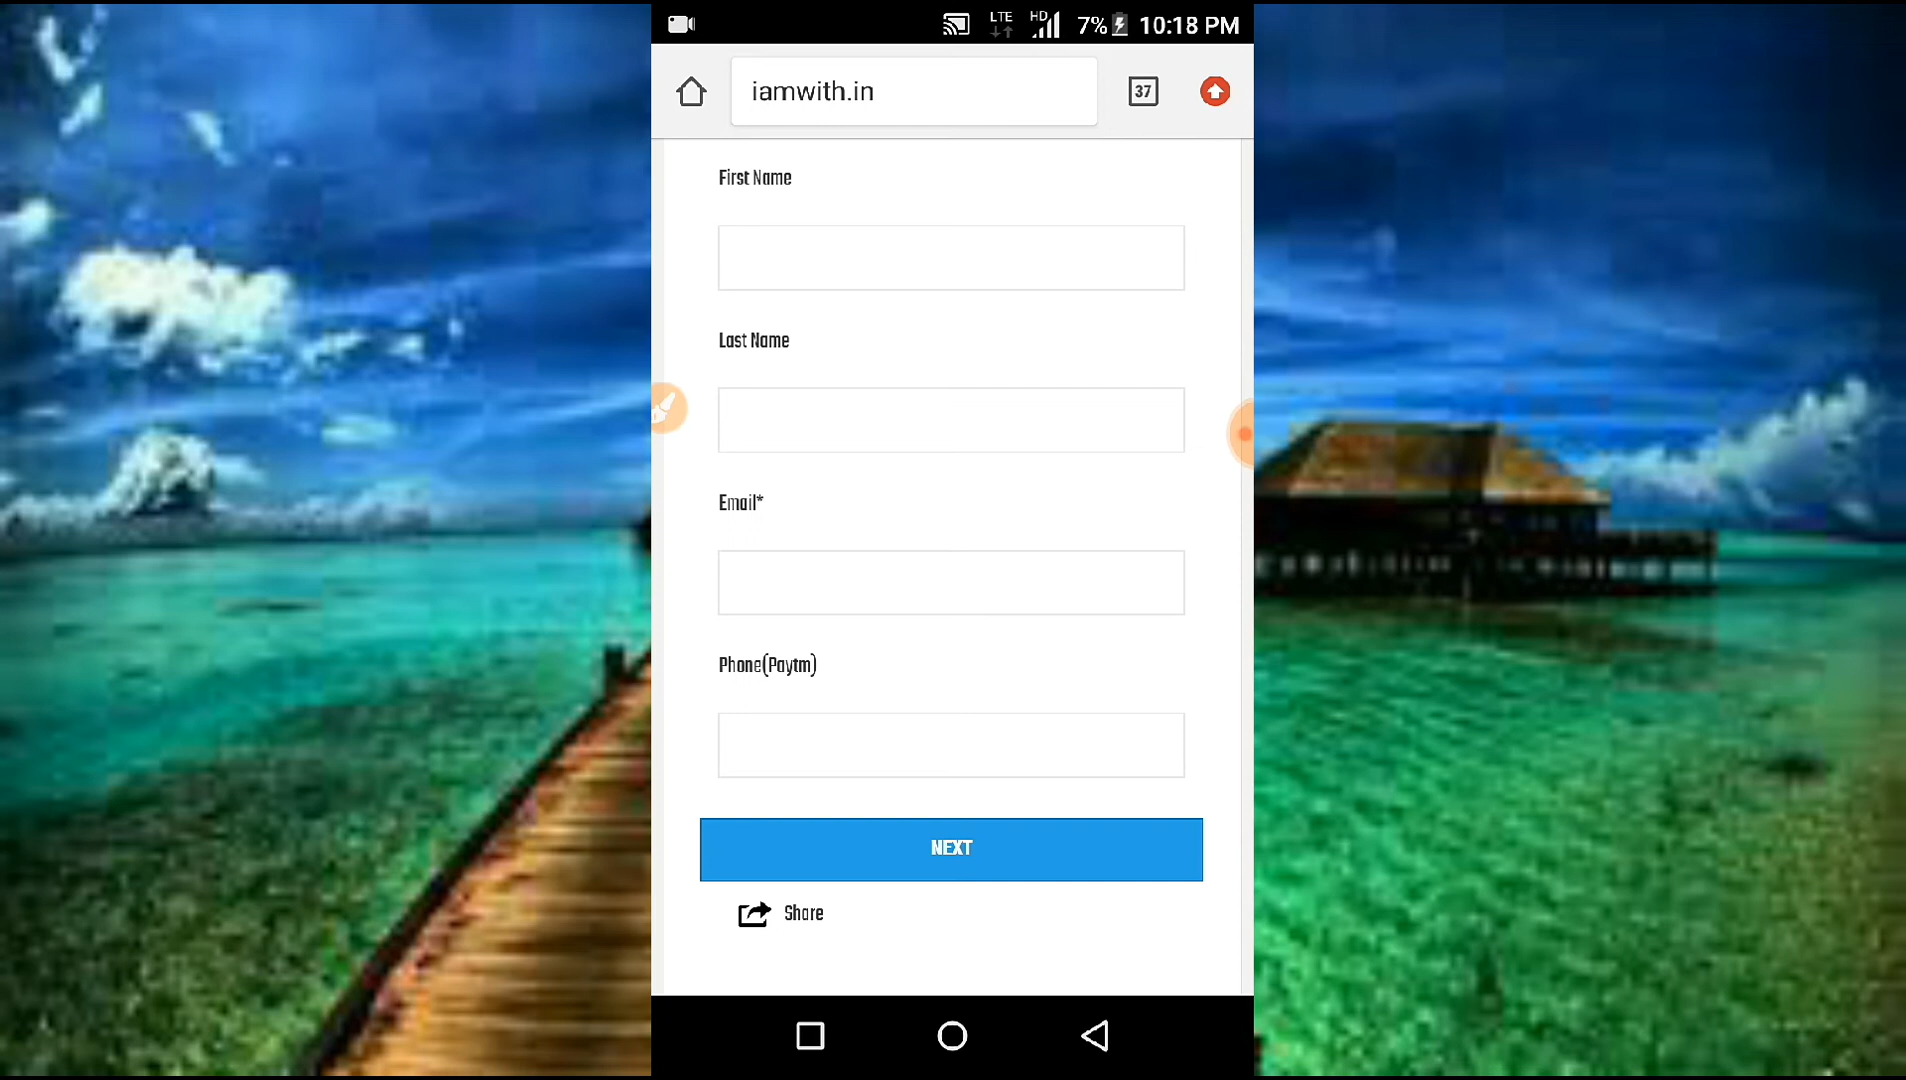 LTE HD 7% 10:18 PM
iamwith.in 37
First Name
Last Name
Email*
Phone(Paytm)
NEXT
Share